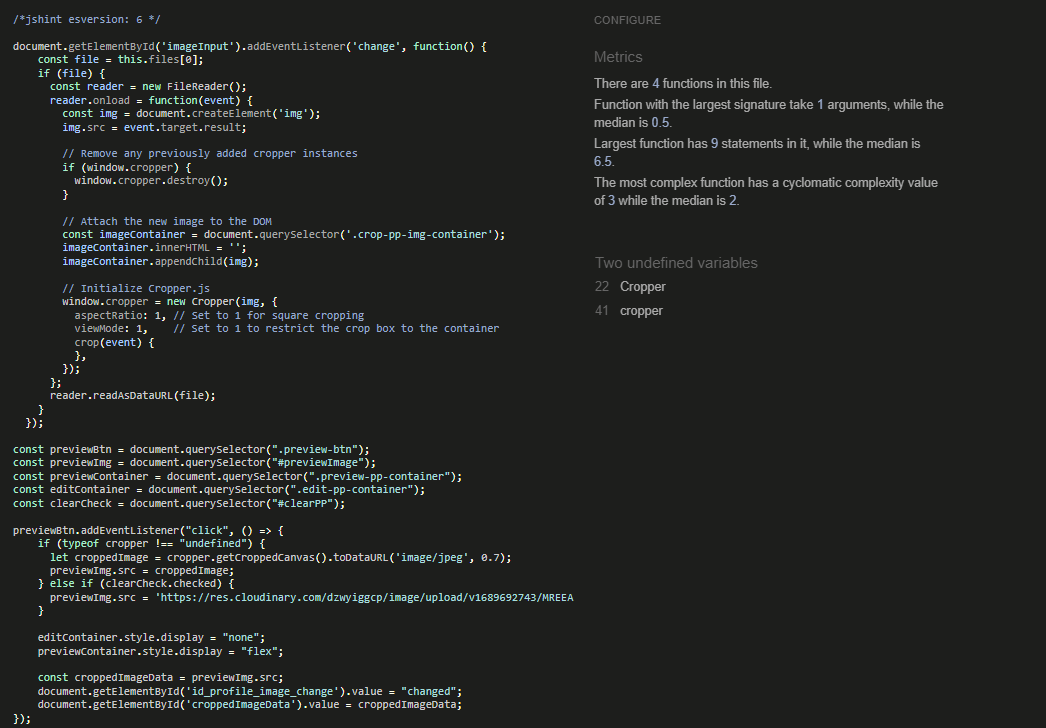 /*jshint esversion: 6 */
document.getElementById('imageInput').addEventListener('change', function() {
const file = this.files[0];
if (file) {
const reader = new FileReader();
reader.onload = function(event) {
const img = document.createElement('img');
img.src = event.target.result;
// Remove any previously added cropper instances
if (window.cropper) {
window.cropper.destroy();
}
// Attach the new image to the DOM
const imageContainer = document.querySelector('.crop-pp-img-container');
imageContainer.innerHTML = '';
imageContainer.appendChild(img);
// Initialize Cropper.js
window.cropper = new Cropper(img, {
aspectRatio: 1, // Set to 1 for square cropping
viewMode: 1,    // Set to 1 to restrict the crop box to the container
crop(event) {
},
});
};
reader.readAsDataURL(file);
}
});
const previewBtn = document.querySelector(".preview-btn");
const previewImg = document.querySelector("#previewImage");
const previewContainer = document.querySelector(".preview-pp-container");
const editContainer = document.querySelector(".edit-pp-container");
const clearCheck = document.querySelector("#clearPP");
previewBtn.addEventListener("click", () => {
if (typeof cropper !== "undefined") {
let croppedImage = cropper.getCroppedCanvas().toDataURL('image/jpeg', 0.7);
previewImg.src = croppedImage;
} else if (clearCheck.checked) {
previewImg.src = 'https://res.cloudinary.com/dzwyiggcp/image/upload/v1689692743/MREEA
}
editContainer.style.display = "none";
previewContainer.style.display = "flex";
const croppedImageData = previewImg.src;
document.getElementById('id_profile_image_change').value = "changed";
document.getElementById('croppedImageData').value = croppedImageData;
});
CONFIGURE
Metrics
There are 4 functions in this file.
Function with the largest signature take 1 arguments, while the
median is 0.5.
Largest function has 9 statements in it, while the median is
6.5.
The most complex function has a cyclomatic complexity value
of 3 while the median is 2.
Two undefined variables
22 Cropper
41 cropper